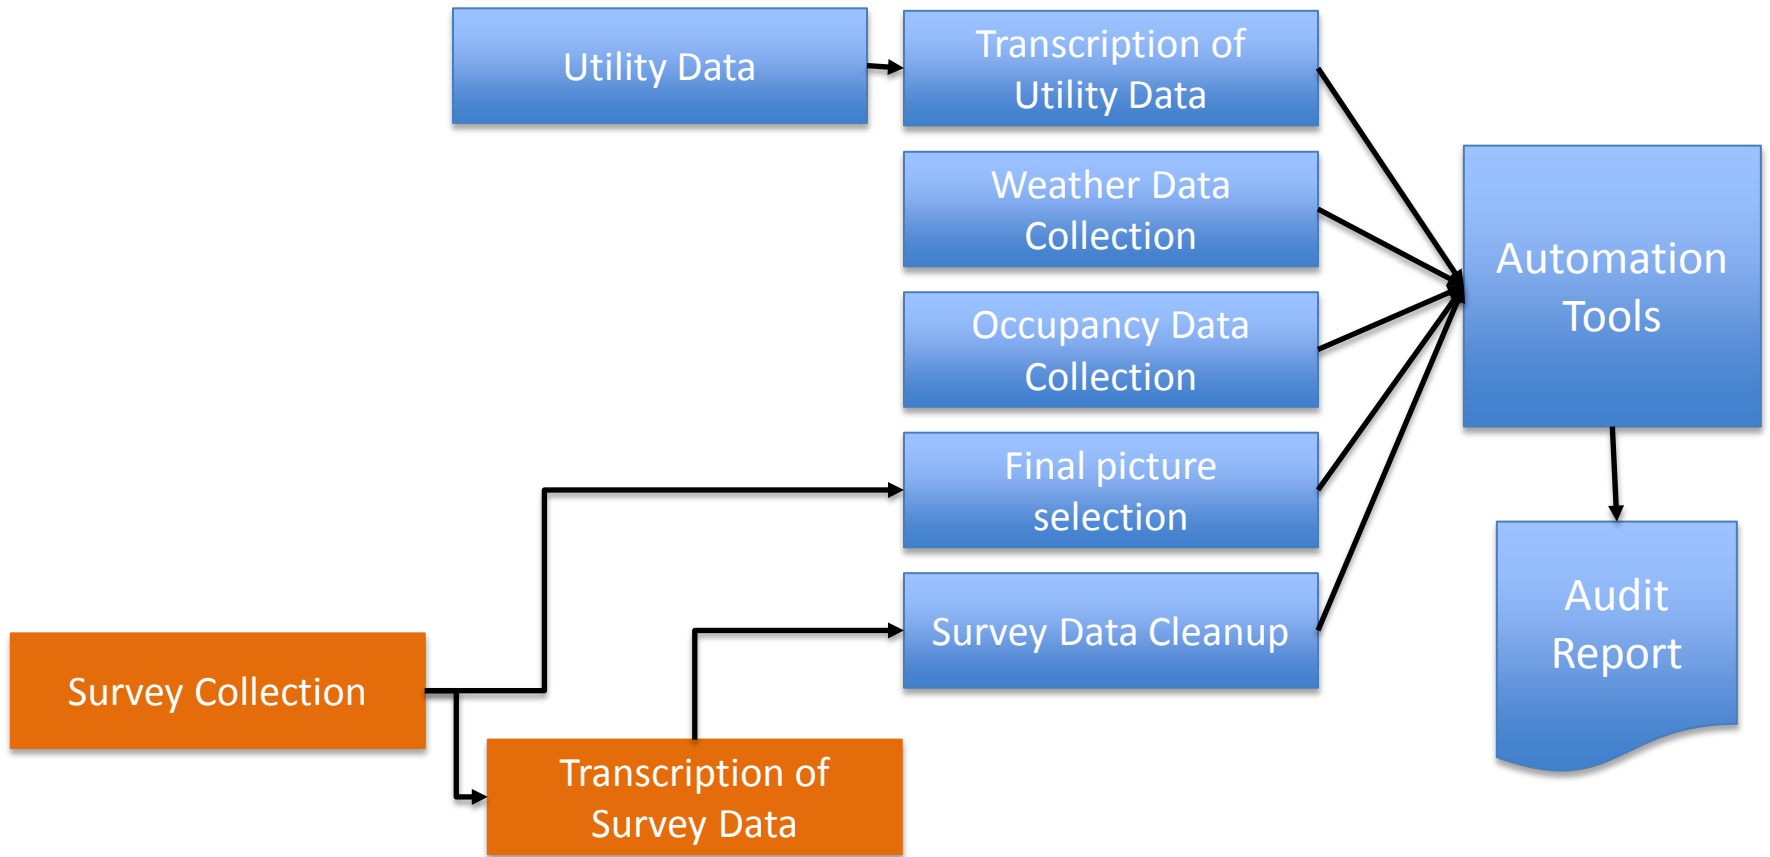 Utility Data
Transcription of
Utility Data
Weather Data
Collection
Occupancy Data
Collection
Final picture
selection
Survey Data Cleanup
Survey Collection
Transcription of
Survey Data
Automation
Tools
Audit
Report